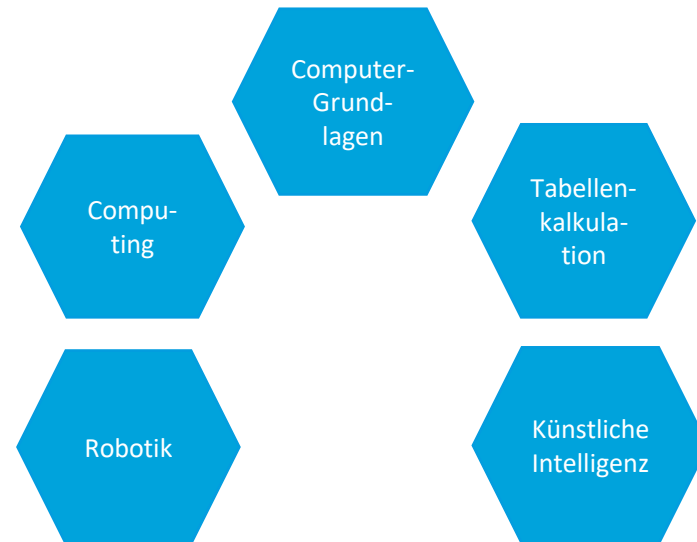 Computer-
Grund-
lagen
Compu-
ting
Tabellen-
kalkula-
tion
Robotik
Künstliche
Intelligenz